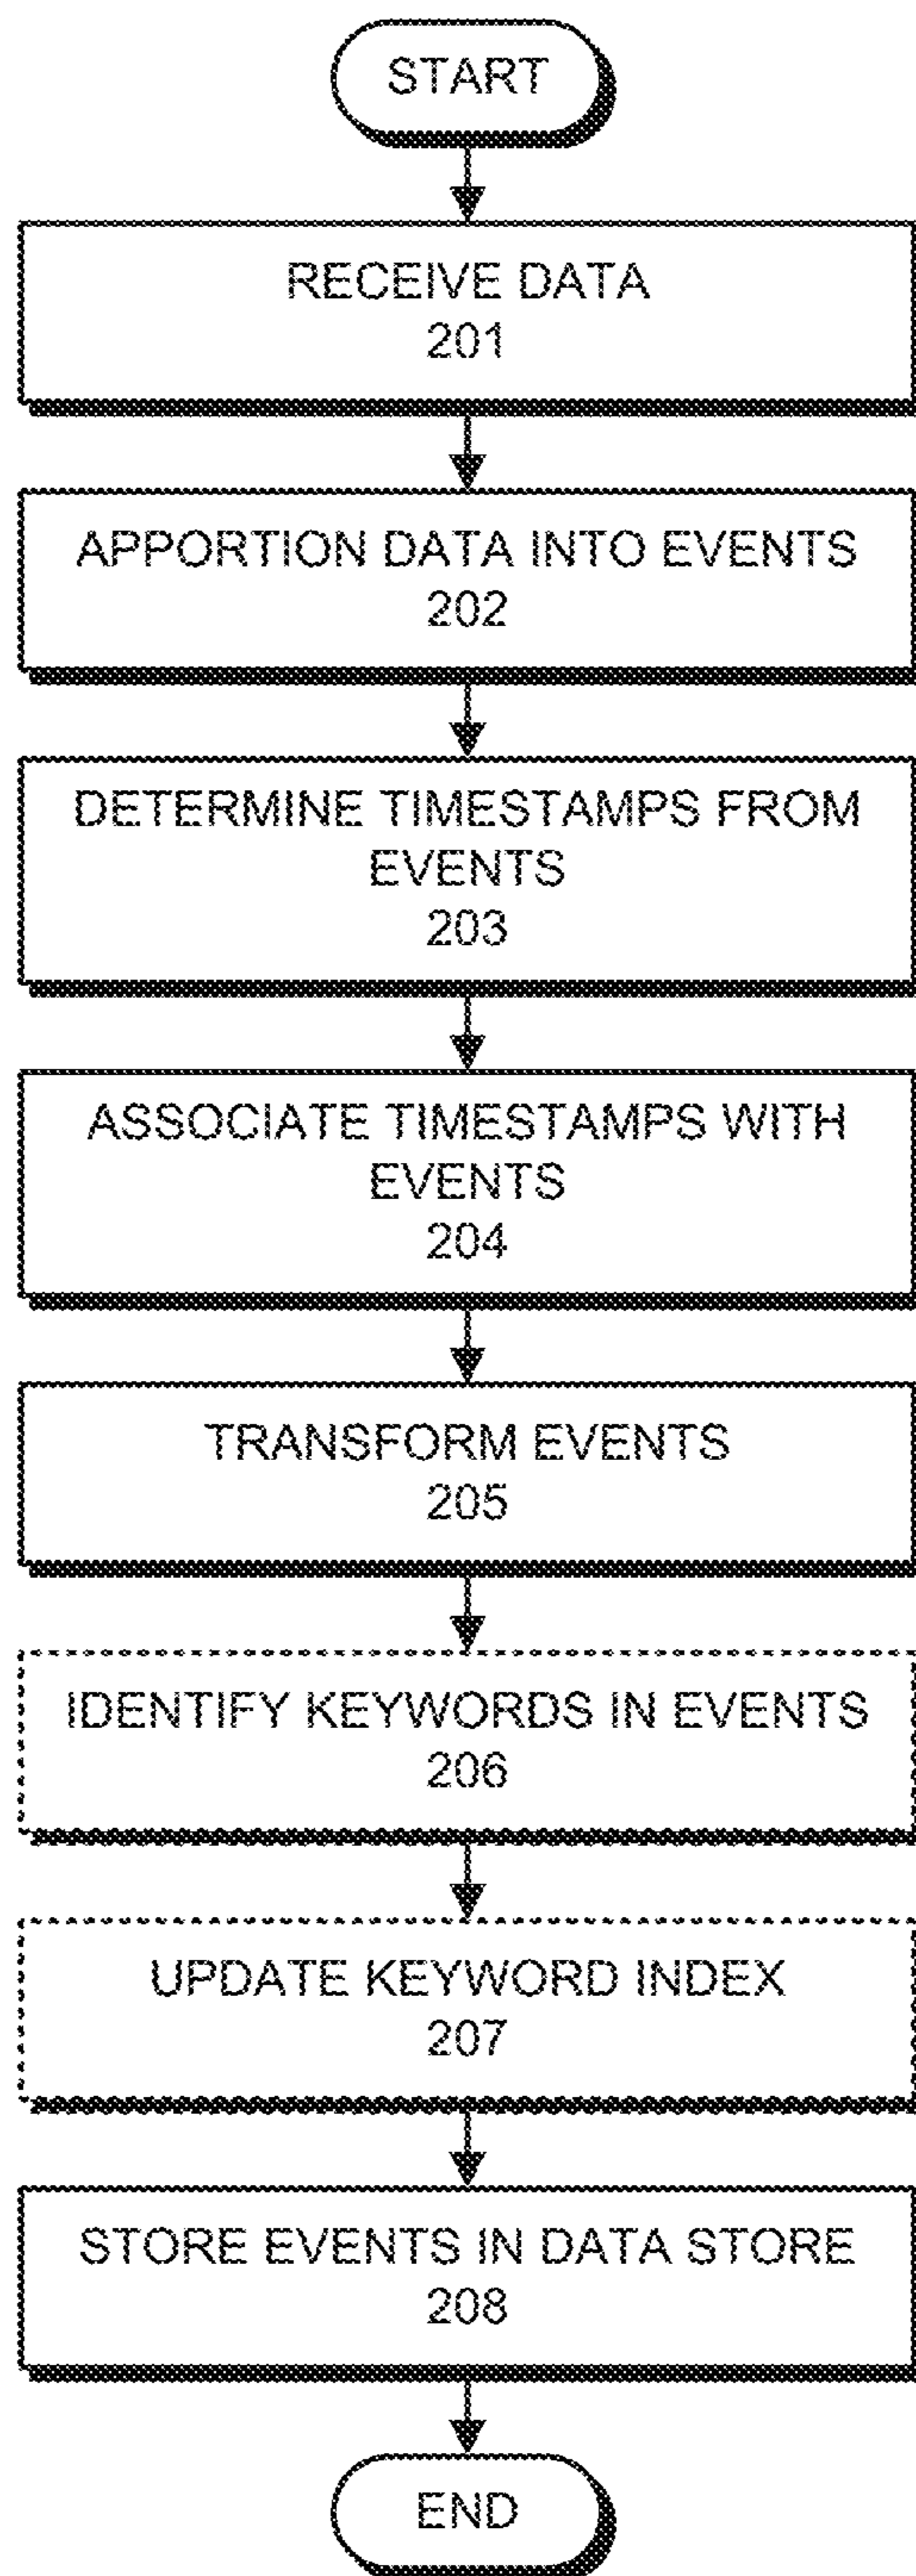 START
RECEIVE DATA
201
APPORTION DATA INTO EVENTS
202
DETERMINE TIMESTAMPS FROM
EVENTS
203
ASSOCIATE TIMESTAMPS WITH
EVENTS
204
TRANSFORM EVENTS
205
IDENTIFY KEYWORDS IN EVENTS
206
UPDATE KEYWORD INDEX
207
STORE EVENTS IN DATA STORE
208
END